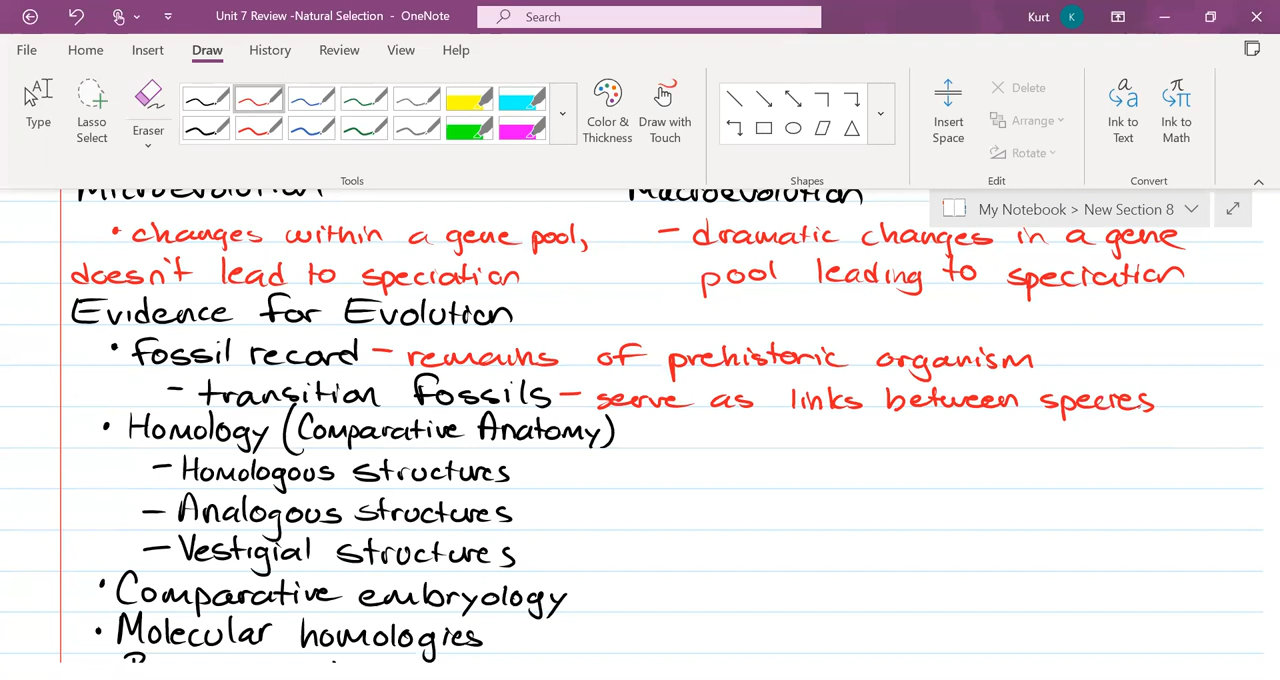 Unit 7 Review -Natural Selection - OneNote
Search
Kurt K
File Home Insert Draw History Review View Help
Type
Lasso Select
Eraser
Color & Thickness
Draw with Touch
Insert Space
Delete
Arrange
Rotate
Ink to Text
Ink to Math
Tools Shapes Edit Convert
My Notebook > New Section 8
Microevolution Macroevolution
• changes within a gene pool, - dramatic changes in a gene
doesn't lead to speciation pool leading to speciation
Evidence for Evolution
• fossil record - remains of prehistoric organism
- transition fossils - serve as links between species
• Homology (Comparative Anatomy)
- Homologous structures
- Analogous structures
- Vestigial structures
• Comparative embryology
• Molecular homologies